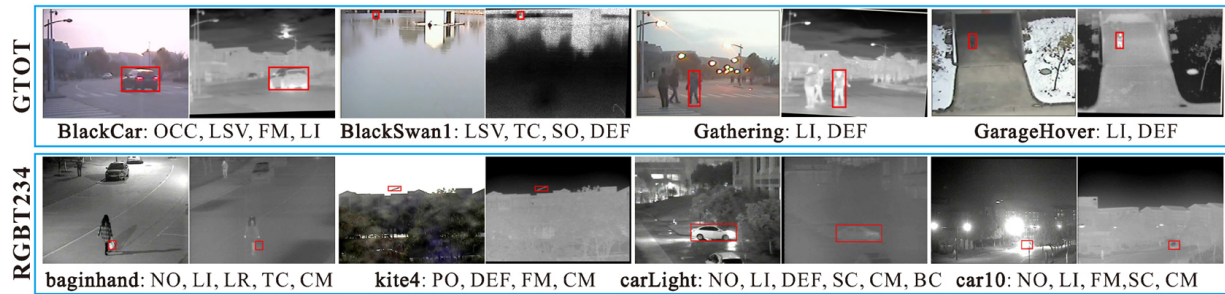 GTOT
BlackCar: OCC, LSV, FM, LI
BlackSwan1: LSV, TC, SO, DEF
Gathering: LI, DEF
GarageHover: LI, DEF
RGBT234
baginhand: NO, LI, LR, TC, CM
kite4: PO, DEF, FM, CM
carLight: NO, LI, DEF, SC, CM, BC
car10: NO, LI, FM,SC, CM